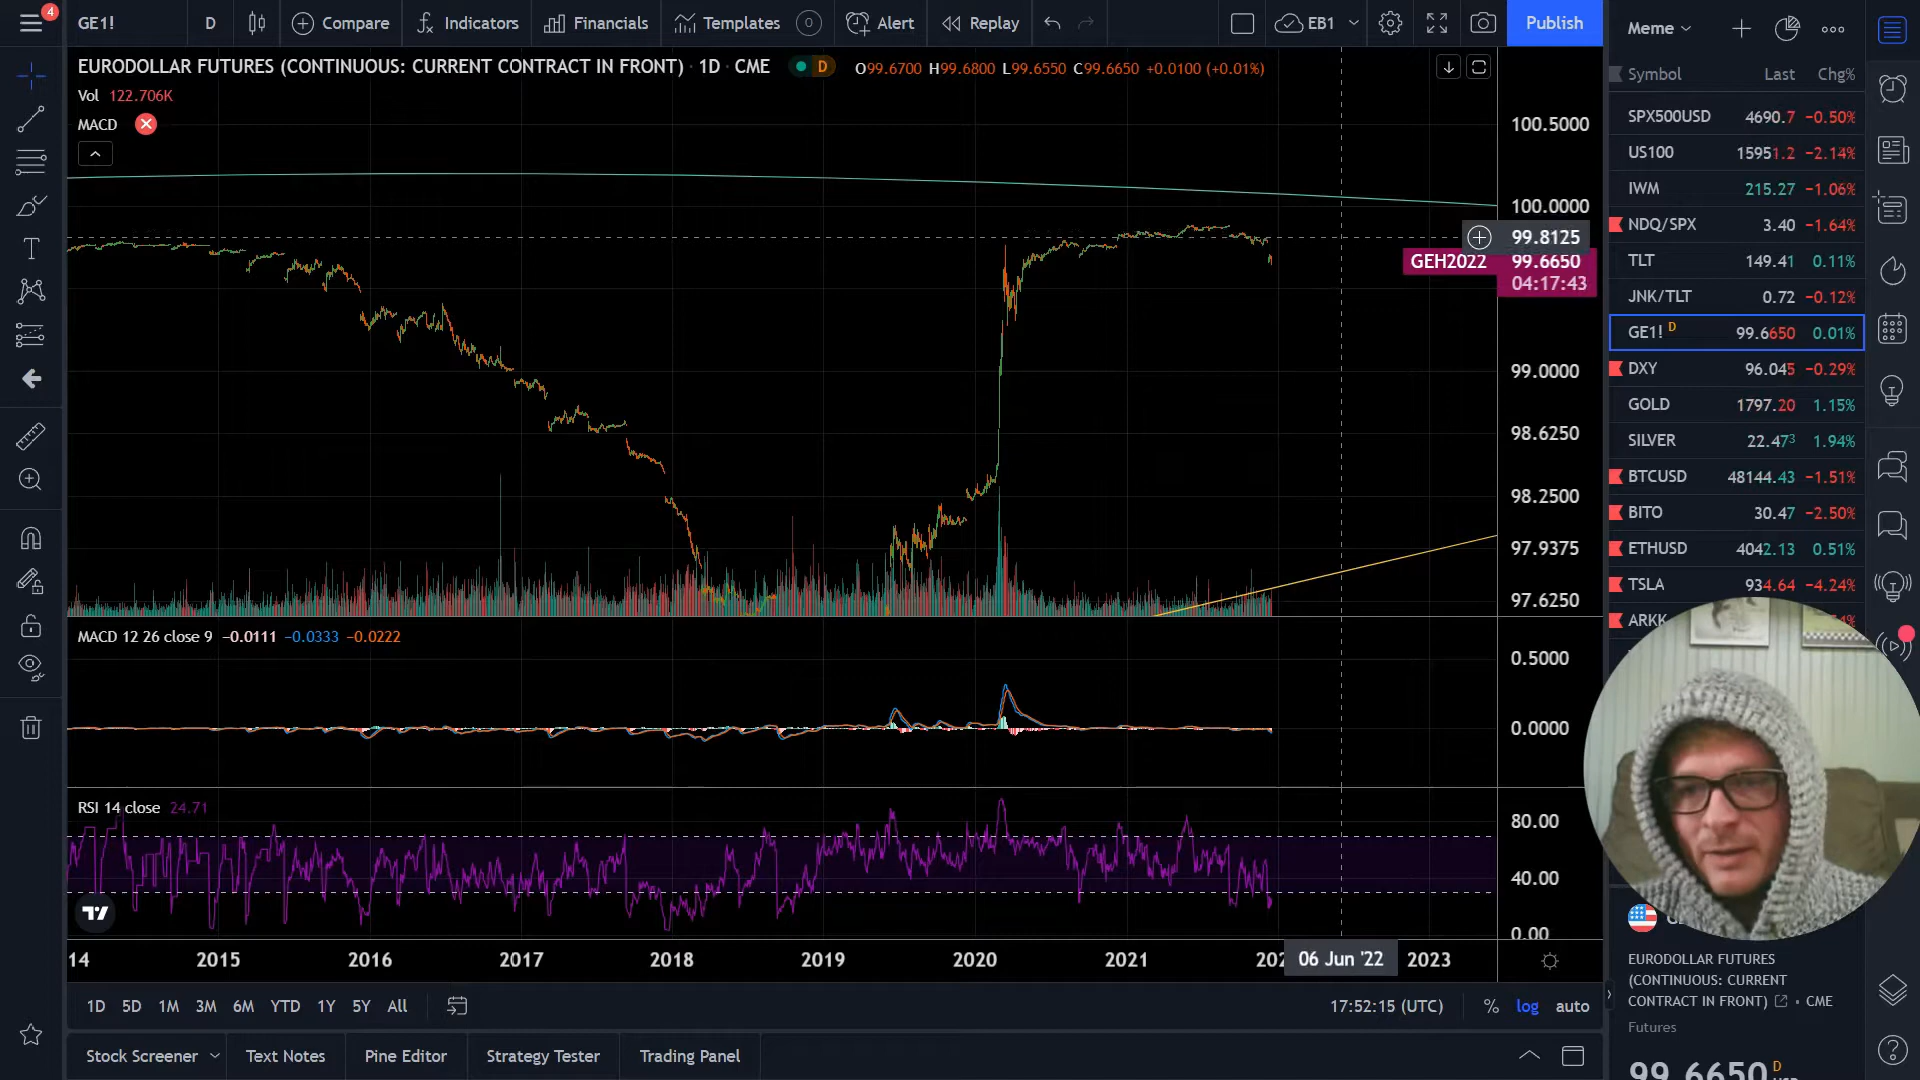 4
GE1!
D
Compare
Indicators
Financials
Templates
0
Alert
Replay
EB1
Publish
EURODOLLAR FUTURES (CONTINUOUS: CURRENT CONTRACT IN FRONT) · 1D · CME
D
O99.6700 H99.6800 L99.6550 C99.6650 +0.0100 (+0.01%)
Vol 122.706K
MACD
100.5000
100.0000
99.8125
GEH2022 99.6650
04:17:43
99.0000
98.6250
98.2500
97.9375
97.6250
MACD 12 26 close 9 −0.0111 −0.0333 −0.0222
0.5000
0.0000
RSI 14 close 24.71
80.00
40.00
0.00
14 2015 2016 2017 2018 2019 2020 2021 202 06 Jun '22 2023
1D 5D 1M 3M 6M YTD 1Y 5Y All
17:52:15 (UTC) % log auto
Stock Screener Text Notes Pine Editor Strategy Tester Trading Panel
Meme
Symbol Last Chg%
SPX500USD 4690.7 −0.50%
US100 15951.2 −2.14%
IWM 215.27 −1.06%
NDQ/SPX 3.40 −1.64%
TLT 149.41 0.11%
JNK/TLT 0.72 −0.12%
GE1! D 99.6650 0.01%
DXY 96.045 −0.29%
GOLD 1797.20 1.15%
SILVER 22.473 1.94%
BTCUSD 48144.43 −1.51%
BITO 30.47 −2.50%
ETHUSD 4042.13 0.51%
TSLA 934.64 −4.24%
ARKK
EURODOLLAR FUTURES
(CONTINUOUS: CURRENT
CONTRACT IN FRONT) • CME
Futures
99.6650 D